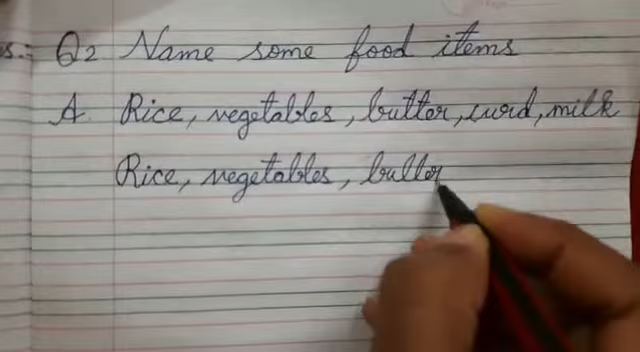 s:- Q2 Name some food items
A. Rice, vegetables, butter, curd, milk
Rice, vegetables, butter